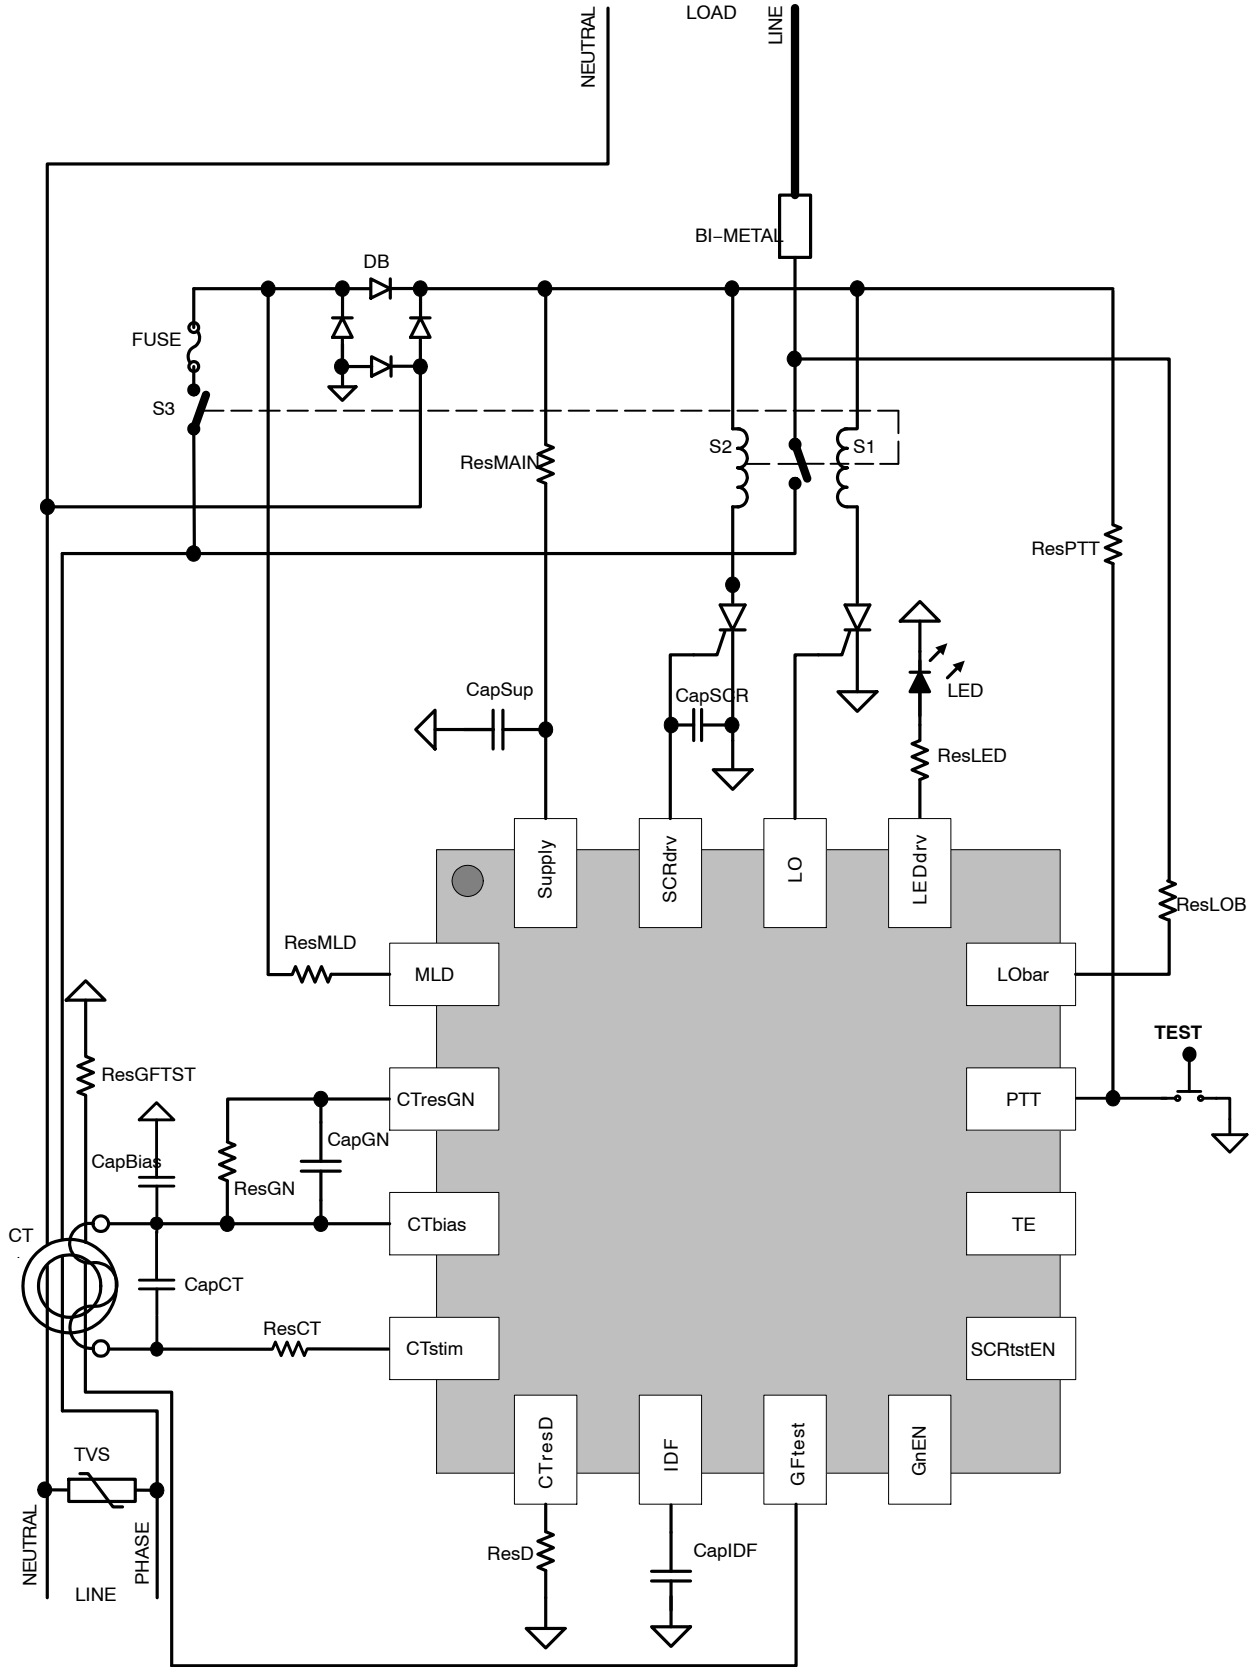 LOAD
NEUTRAL
LINE
BI−METAL
DB
FUSE
S3
S2
S1
ResMAIN
ResPTT
CapSup
CapSCR
LED
ResLED
Supply
SCRdrv
LO
LEDdrv
ResLOB
ResMLD
MLD
LObar
TEST
ResGFTST
CTresGN
PTT
CapGN
CapBias
ResGN
CTbias
TE
CT
CapCT
ResCT
CTstim
SCRtstEN
CTresD
IDF
GFtest
GnEN
TVS
NEUTRAL
PHASE
ResD
CapIDF
LINE